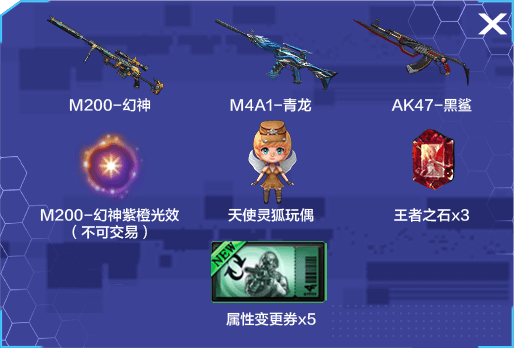 M200-幻神
M4A1-青龙
AK47-黑鲨
M200-幻神紫橙光效
（不可交易）
天使灵狐玩偶
王者之石x3
NEW
属性变更券x5